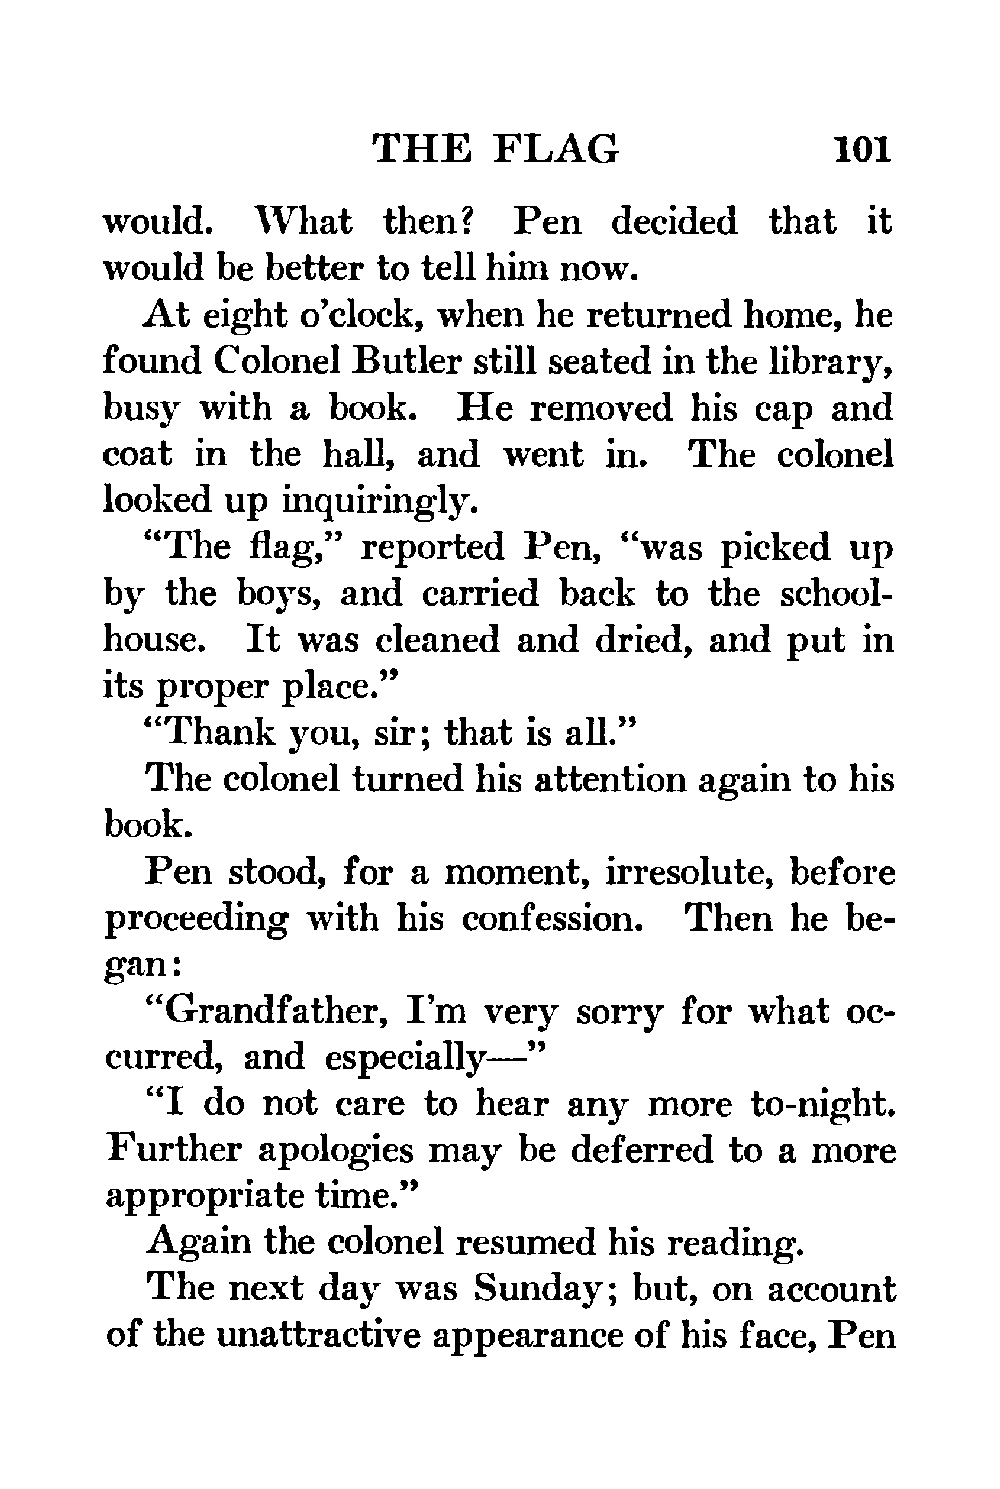 THE FLAG 101
would. What then? Pen decided that it
would be better to tell him now.
At eight o'clock, when he returned home, he
found Colonel Butler still seated in the library,
busy with a book. He removed his cap and
coat in the hall, and went in. The colonel
looked up inquiringly.
“The flag,” reported Pen, “was picked up
by the boys, and carried back to the school-
house. It was cleaned and dried, and put in
its proper place.”
“Thank you, sir; that is all.”
The colonel turned his attention again to his
book.
Pen stood, for a moment, irresolute, before
proceeding with his confession. Then he be-
gan:
“Grandfather, I'm very sorry for what oc-
curred, and especially—”
“I do not care to hear any more to-night.
Further apologies may be deferred to a more
appropriate time.”
Again the colonel resumed his reading.
The next day was Sunday; but, on account
of the unattractive appearance of his face, Pen